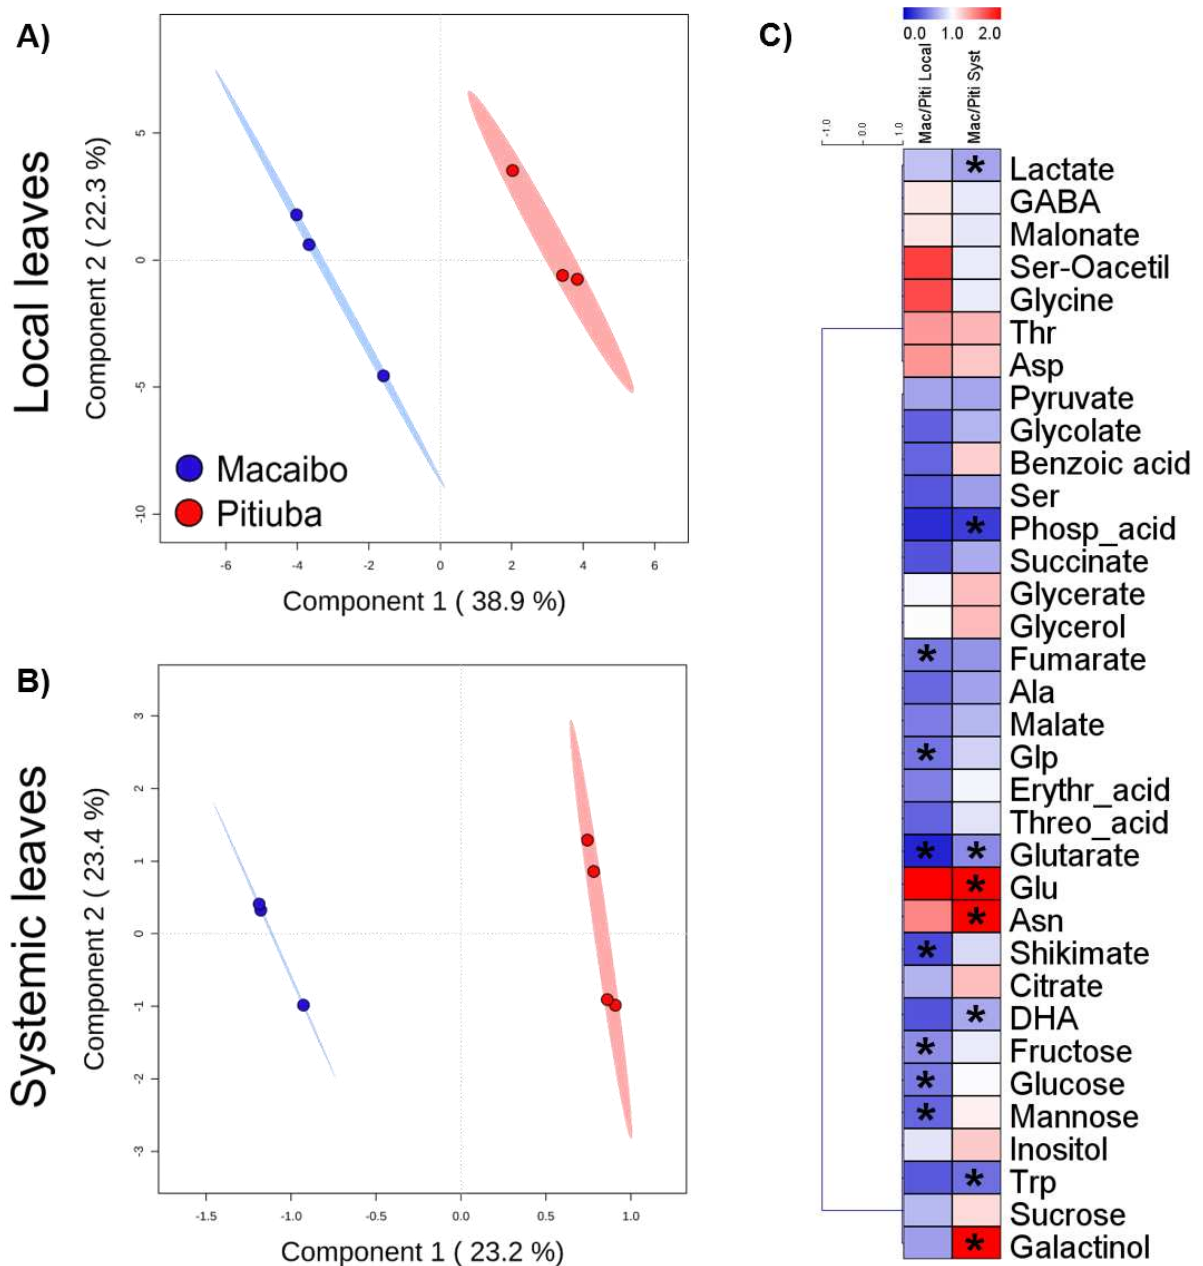 A)
Local leaves
Component 2 ( 22.3 %)
5
0
-5
-10
Macaibo
Pitiuba
-6
-4
-2
0
2
4
6
Component 1 ( 38.9 %)
B)
Systemic leaves
Component 2 ( 23.4 %)
3
2
1
0
-1
-2
-3
-1.5
-1.0
-0.5
0.0
0.5
1.0
Component 1 ( 23.2 %)
C)
0.0 1.0 2.0
Mac/Piti Local
Mac/Piti Syst
-1.0
0.0
1.0
* Lactate
GABA
Malonate
Ser-Oacetil
Glycine
Thr
Asp
Pyruvate
Glycolate
Benzoic acid
Ser
* Phosp_acid
Succinate
Glycerate
Glycerol
* Fumarate
Ala
Malate
* Glp
Erythr_acid
Threo_acid
* * Glutarate
* Glu
* Asn
* Shikimate
Citrate
* DHA
* Fructose
* Glucose
* Mannose
Inositol
* Trp
Sucrose
* Galactinol